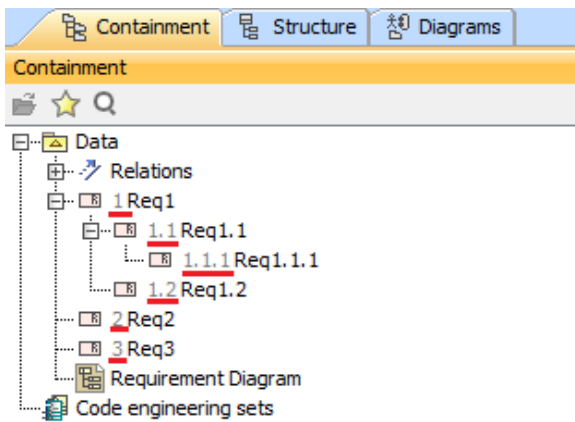 Containment Structure Diagrams
Containment
Data
Relations
1 Req1
1.1 Req1.1
1.1.1 Req1.1.1
1.2 Req1.2
2 Req2
3 Req3
Requirement Diagram
Code engineering sets